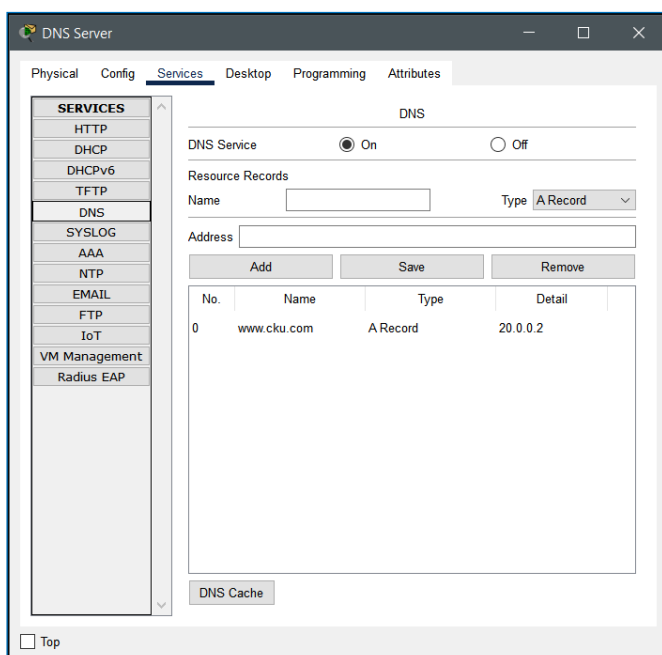 DNS Server
Physical Config Services Desktop Programming Attributes
SERVICES
HTTP
DHCP
DHCPv6
TFTP
DNS
SYSLOG
AAA
NTP
EMAIL
FTP
IoT
VM Management
Radius EAP
DNS
DNS Service On Off
Resource Records
Name Type A Record
Address
Add Save Remove
No. Name Type Detail
0 www.cku.com A Record 20.0.0.2
DNS Cache
Top